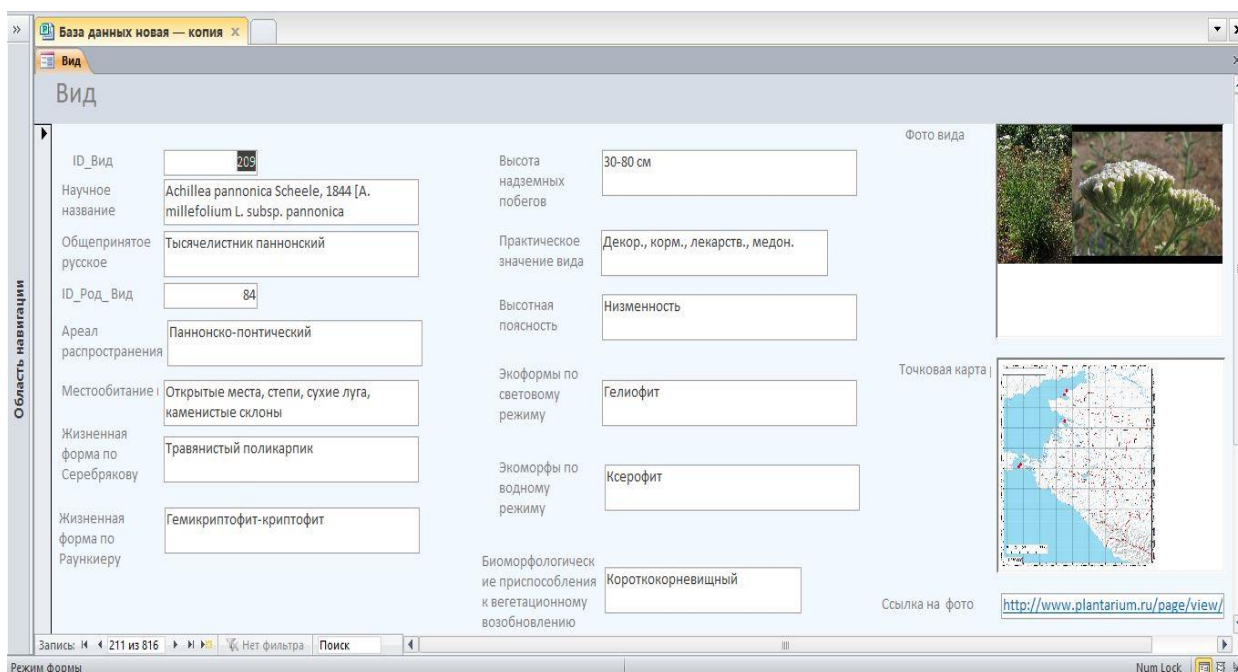 База данных новая — копия
Вид
Вид
ID_Вид
209
Научное
название
Achillea pannonica Scheele, 1844 [A.
millefolium L. subsp. pannonica
Общепринятое
русское
Тысячелистник паннонский
ID_Род_ Вид
84
Ареал
распространения
Паннонско-понтический
Местообитание
Открытые места, степи, сухие луга,
каменистые склоны
Жизненная
форма по
Серебрякову
Травянистый поликарпик
Жизненная
форма по
Раункиеру
Гемикриптофит-криптофит
Высота
надземных
побегов
30-80 см
Практическое
значение вида
Декор., корм., лекарств., медон.
Высотная
поясность
Низменность
Экоформы по
световому
режиму
Гелиофит
Экоморфы по
водному
режиму
Ксерофит
Биоморфологическ
ие приспособления
к вегетационному
возобновлению
Короткокорневищный
Фото вида
Точковая карта
Ссылка на фото
http://www.plantarium.ru/page/view/
Область навигации
Запись: 211 из 816 Нет фильтра Поиск
Режим формы
Num Lock